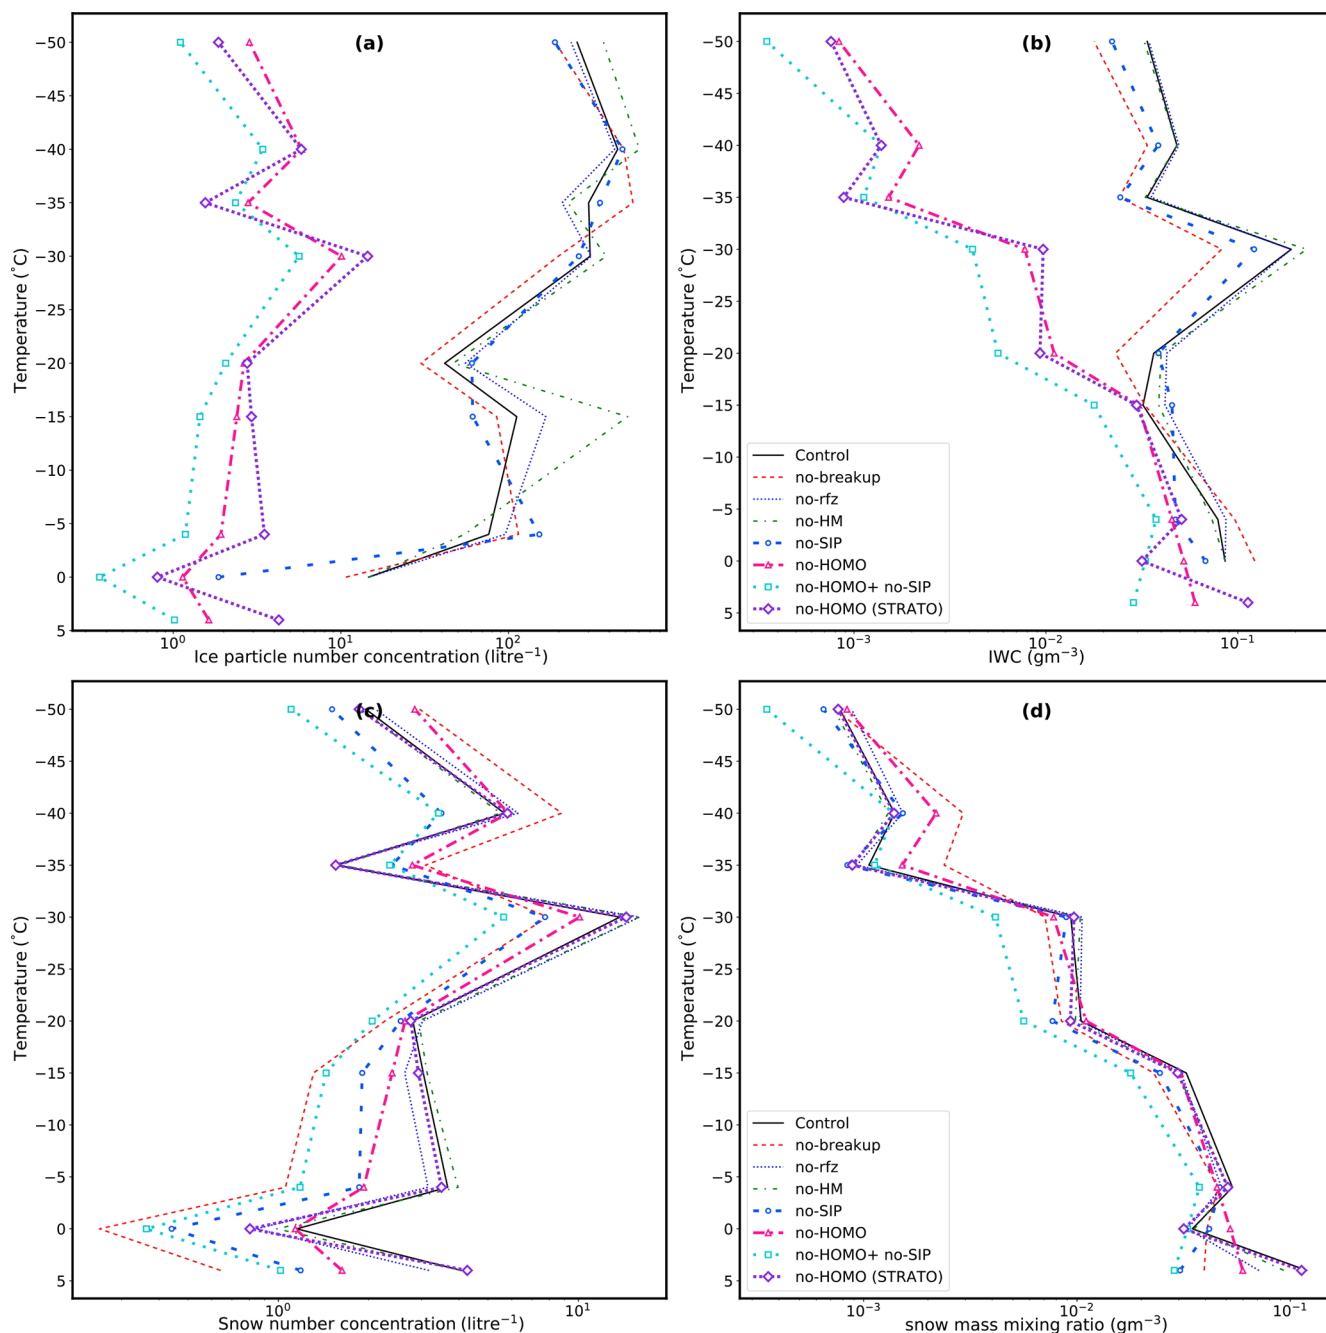 (a)
−50
−45
−40
−35
−30
−25
−20
−15
−10
−5
0
5
Temperature (˚C)
10⁰
10¹
10²
Ice particle number concentration (litre⁻¹)
(b)
−50
−45
−40
−35
−30
−25
−20
−15
−10
−5
0
5
Temperature (˚C)
Control
no-breakup
no-rfz
no-HM
no-SIP
no-HOMO
no-HOMO+ no-SIP
no-HOMO (STRATO)
10⁻³
10⁻²
10⁻¹
IWC (gm⁻³)
(c)
−50
−45
−40
−35
−30
−25
−20
−15
−10
−5
0
5
Temperature (˚C)
10⁰
10¹
Snow number concentration (litre⁻¹)
(d)
−50
−45
−40
−35
−30
−25
−20
−15
−10
−5
0
5
Temperature (˚C)
Control
no-breakup
no-rfz
no-HM
no-SIP
no-HOMO
no-HOMO+ no-SIP
no-HOMO (STRATO)
10⁻³
10⁻²
10⁻¹
snow mass mixing ratio (gm⁻³)